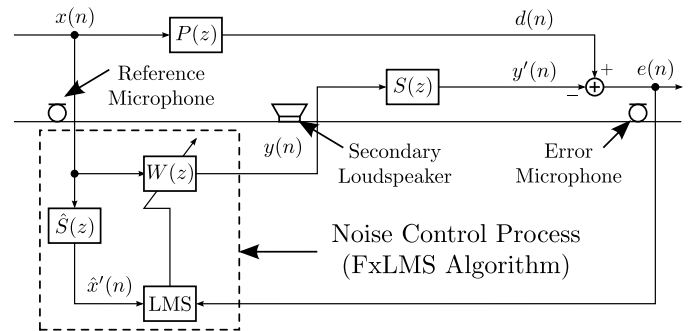 x(n)
P(z)
d(n)
Reference
Microphone
S(z)
y′(n)
+
−
e(n)
y(n)
Secondary
Loudspeaker
Error
Microphone
W(z)
Ŝ(z)
Noise Control Process
(FxLMS Algorithm)
x̂′(n)
LMS